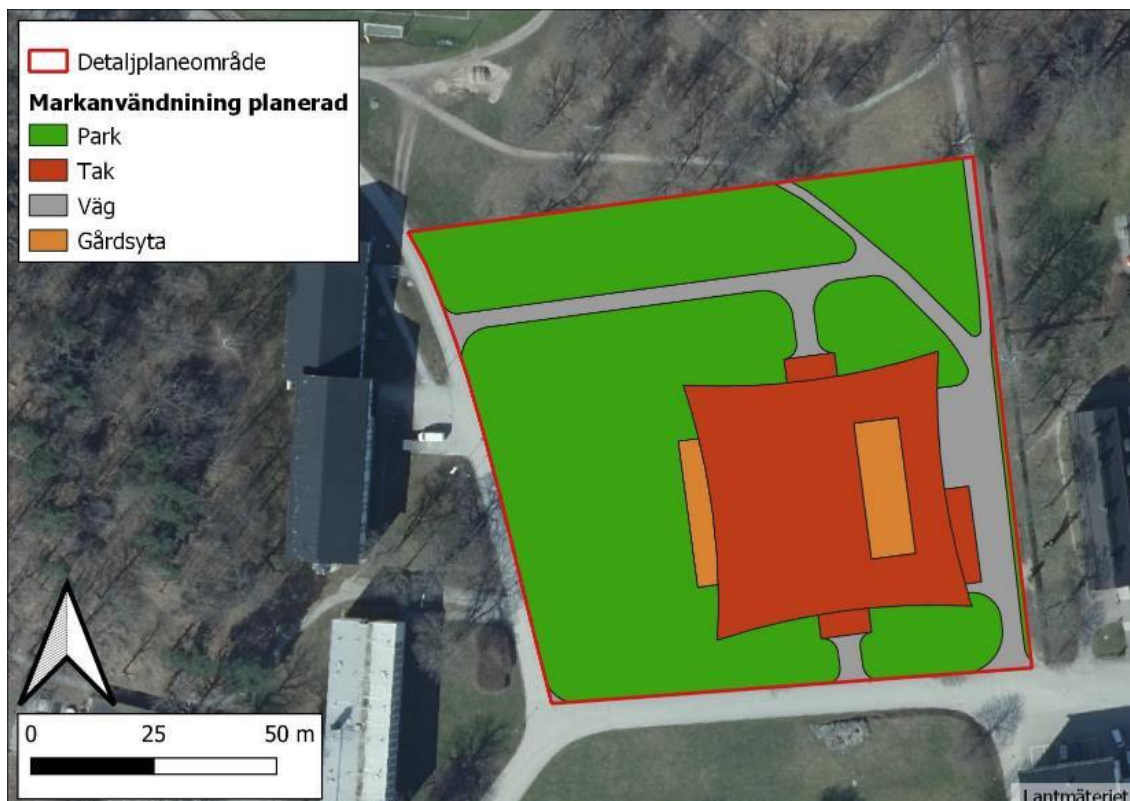 Detaljplaneområde
Markanvändnining planerad
Park
Tak
Väg
Gårdsyta
0 25 50 m
Lantmäteriet